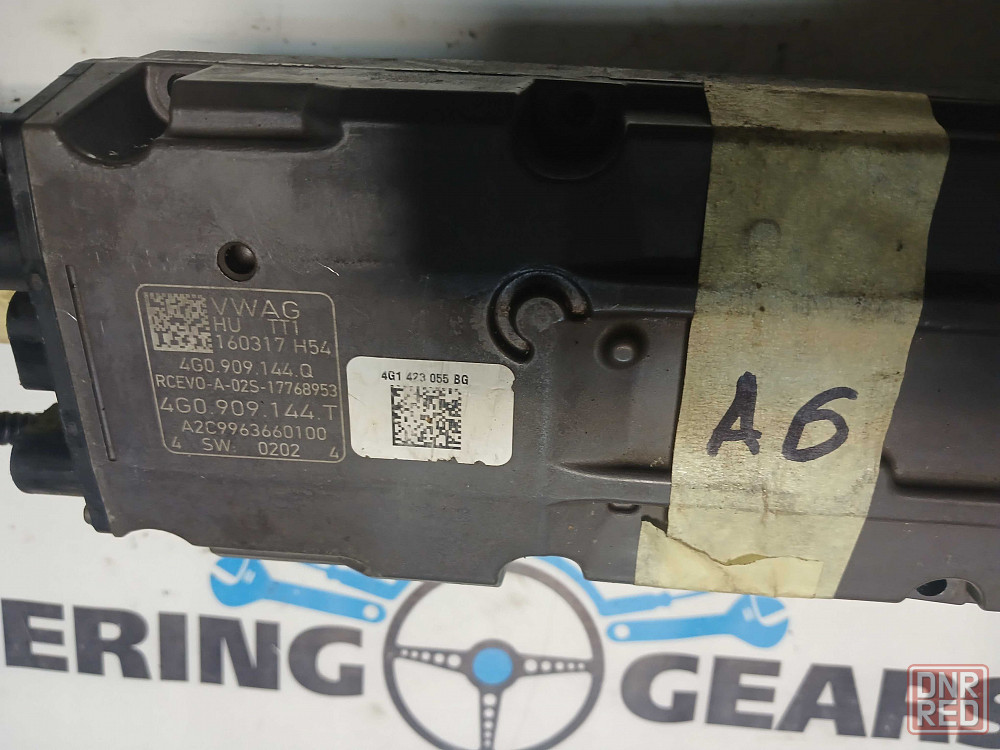 VWAG
HU TT1
160317 H54
4G0.909.144.Q
RCEVO-A-02S-17768953
4G0.909.144.T
A2C9963660100
4 SW: 0202 4
4G1 423 055 BG
A6
ERING GEARS
DNR
RED